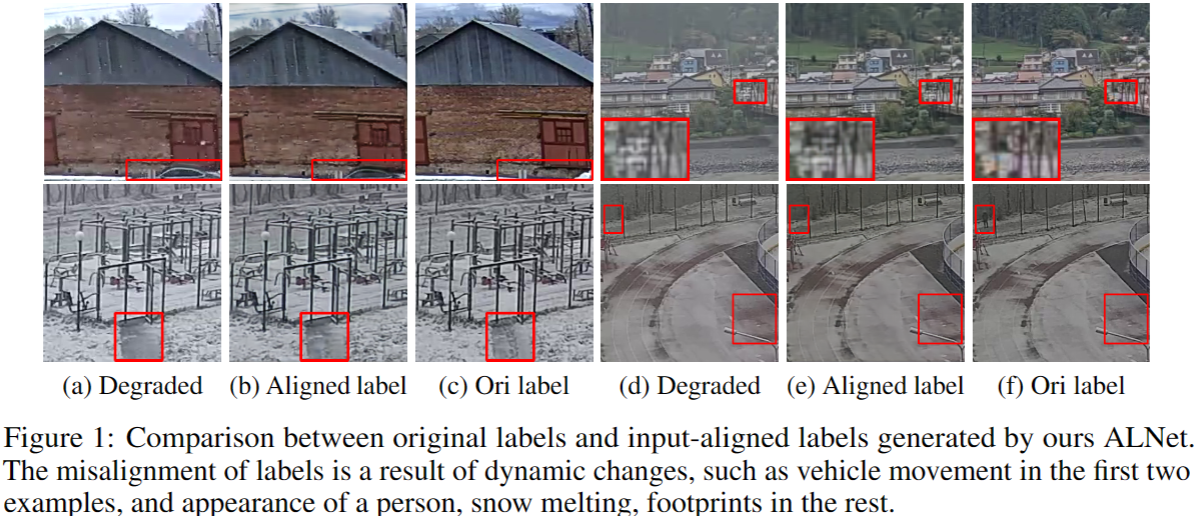 (a) Degraded (b) Aligned label (c) Ori label (d) Degraded (e) Aligned label (f) Ori label
Figure 1: Comparison between original labels and input-aligned labels generated by ours ALNet.
The misalignment of labels is a result of dynamic changes, such as vehicle movement in the first two
examples, and appearance of a person, snow melting, footprints in the rest.